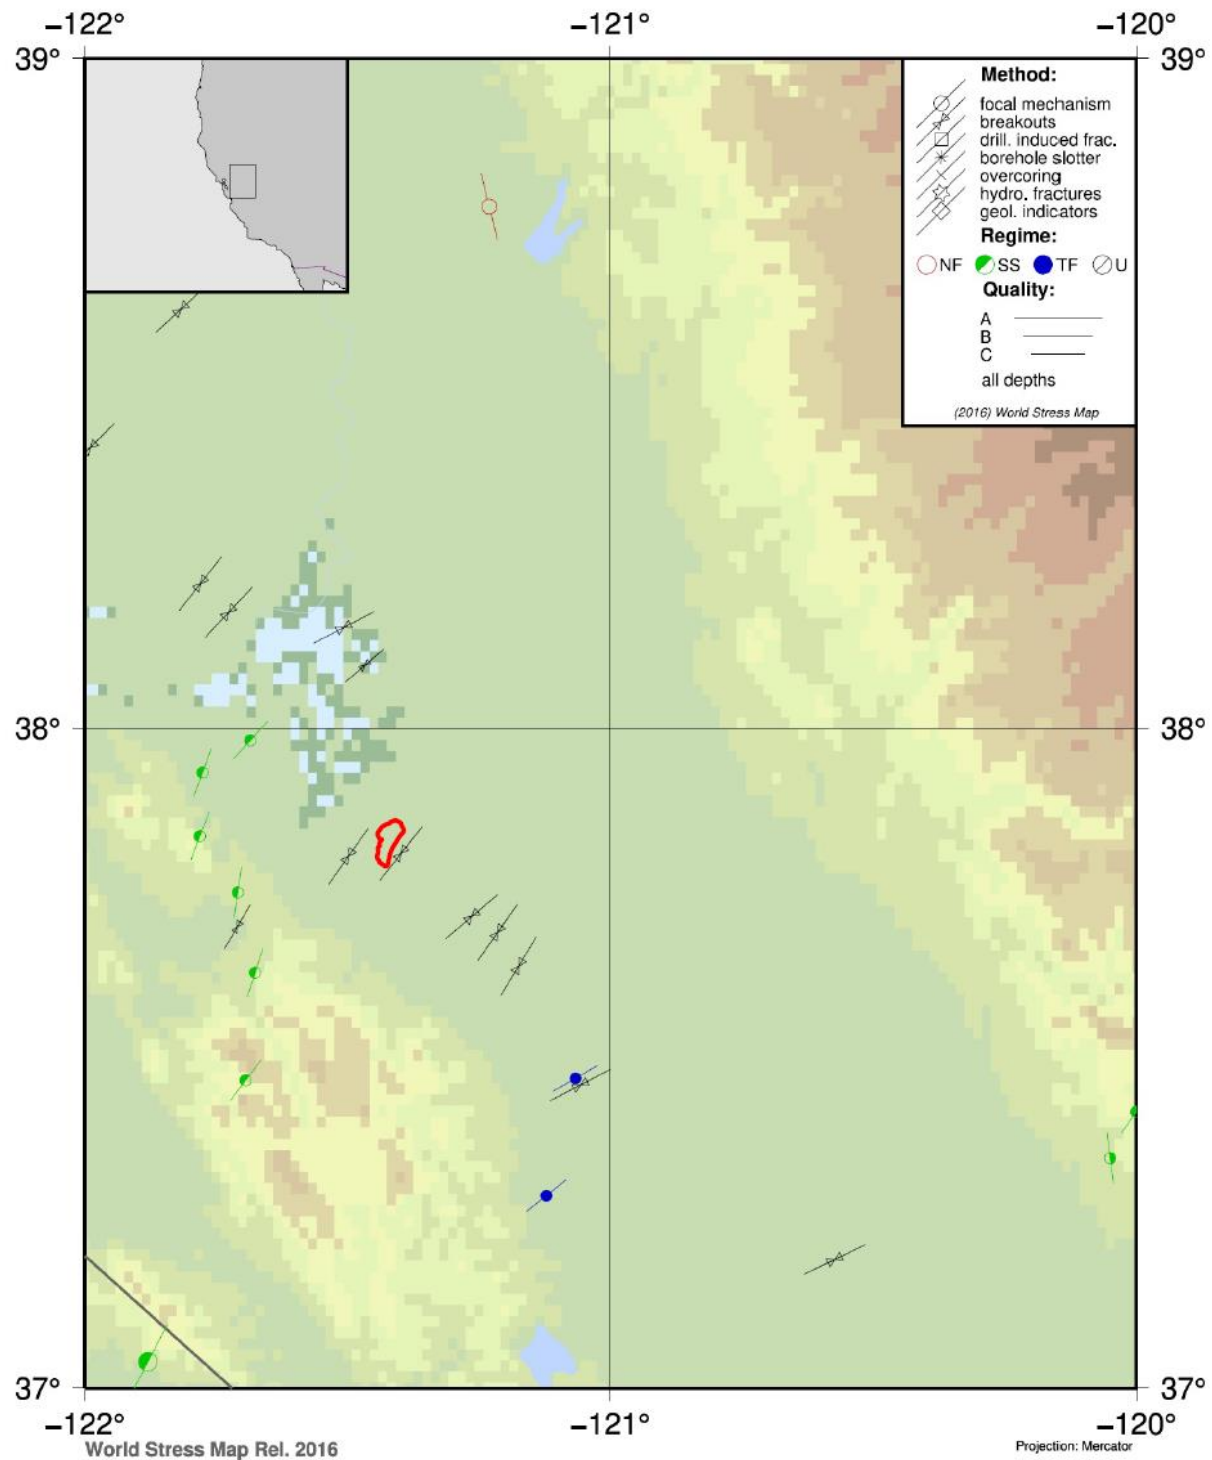 −122° −121° −120°
39° 39°
Method:
focal mechanism
breakouts
drill. induced frac.
borehole slotter
overcoring
hydro. fractures
geol. indicators
Regime:
NF SS TF U
Quality:
A
B
C
all depths
(2016) World Stress Map
38° 38°
37° 37°
−122° −121° −120°
World Stress Map Rel. 2016
Projection: Mercator